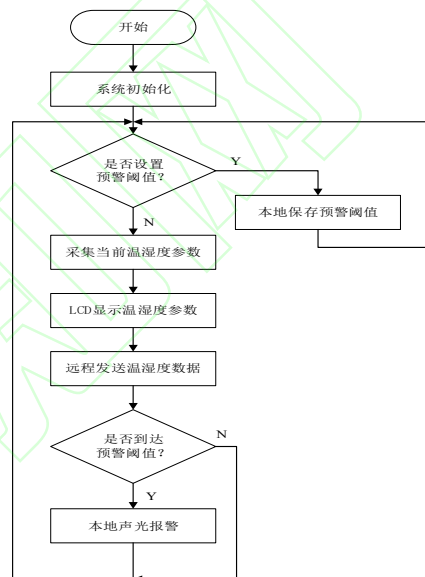 开始
系统初始化
是否设置
预警阈值?
Y
N
本地保存预警阈值
采集当前温湿度参数
LCD显示温湿度参数
远程发送温湿度数据
是否到达
预警阈值?
N
Y
本地声光报警